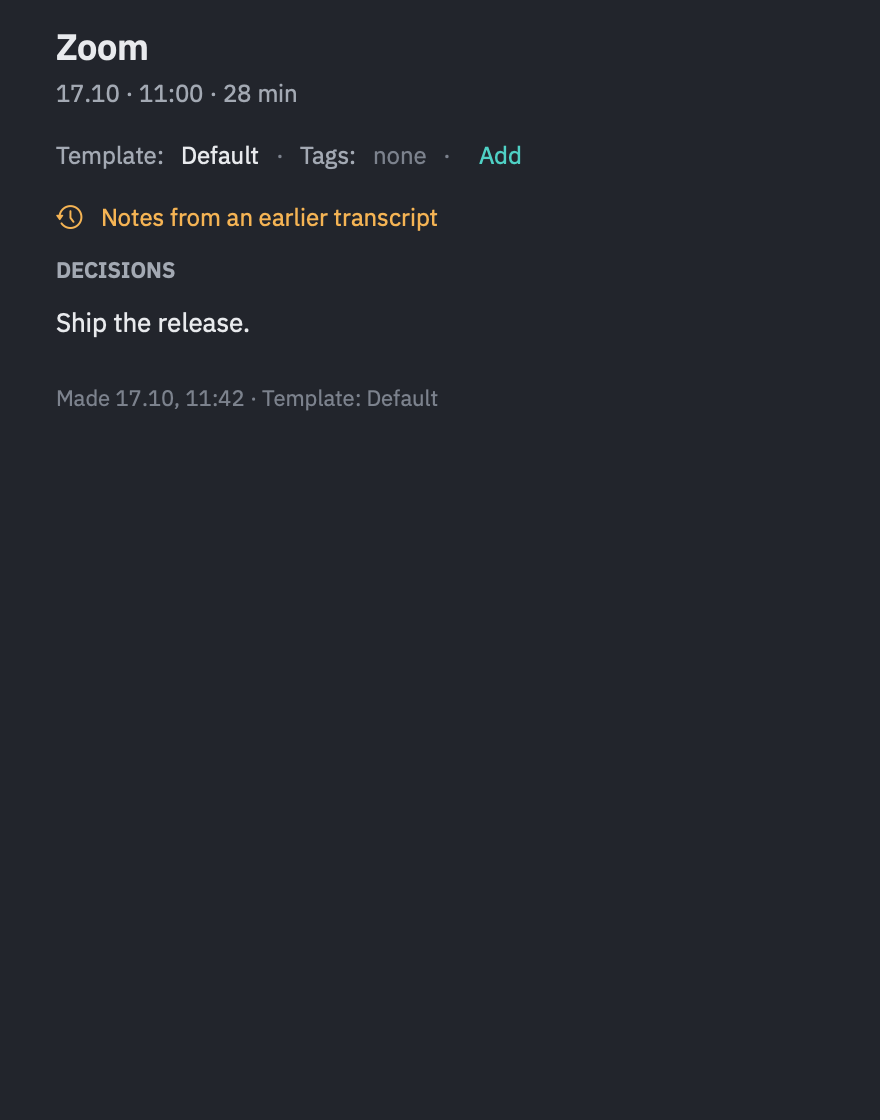 Zoom
17.10 · 11:00 · 28 min
Template: Default · Tags: none · Add
Notes from an earlier transcript
DECISIONS
Ship the release.
Made 17.10, 11:42 · Template: Default